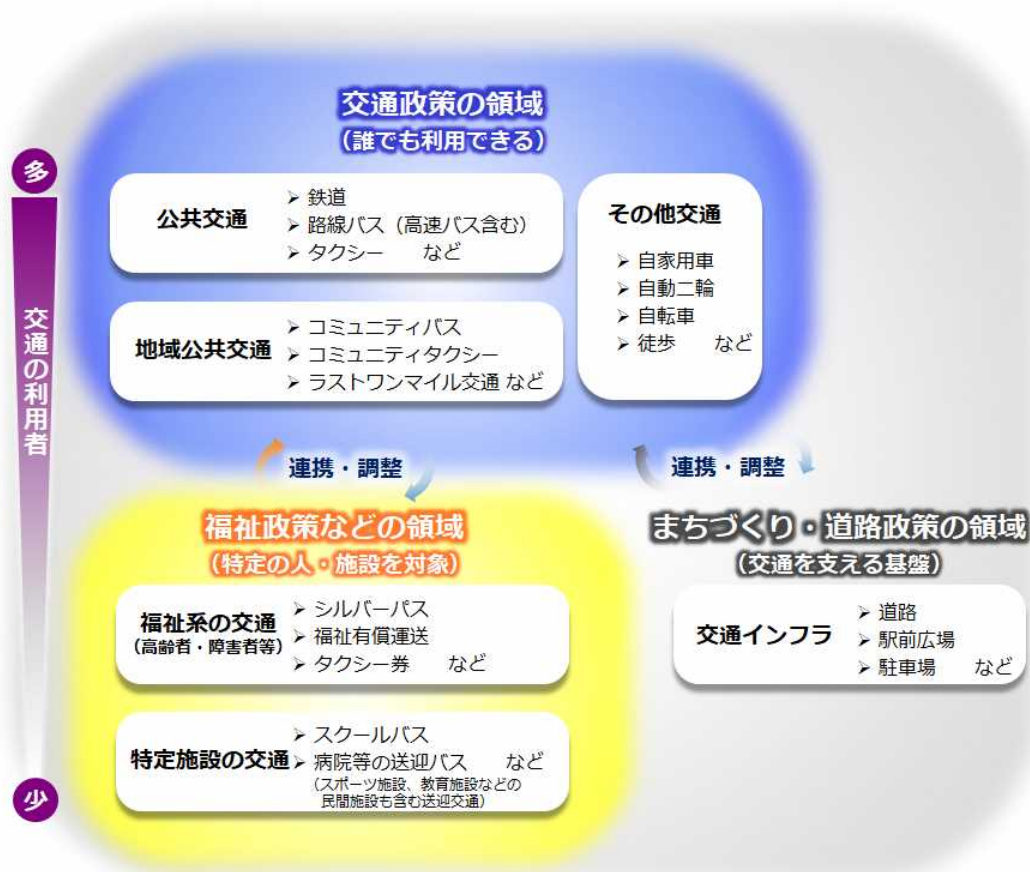 交通政策の領域
（誰でも利用できる）
多
交通の利用者
少
公共交通
➢ 鉄道
➢ 路線バス（高速バス含む）
➢ タクシー　　など
地域公共交通
➢ コミュニティバス
➢ コミュニティタクシー
➢ ラストワンマイル交通 など
その他交通
➢ 自家用車
➢ 自動二輪
➢ 自転車
➢ 徒歩　　など
連携・調整
連携・調整
福祉政策などの領域
（特定の人・施設を対象）
福祉系の交通
（高齢者・障害者等）
➢ シルバーパス
➢ 福祉有償運送
➢ タクシー券　　など
特定施設の交通
➢ スクールバス
➢ 病院等の送迎バス　　など
（スポーツ施設、教育施設などの
民間施設も含む送迎交通）
まちづくり・道路政策の領域
（交通を支える基盤）
交通インフラ
➢ 道路
➢ 駅前広場
➢ 駐車場　　など